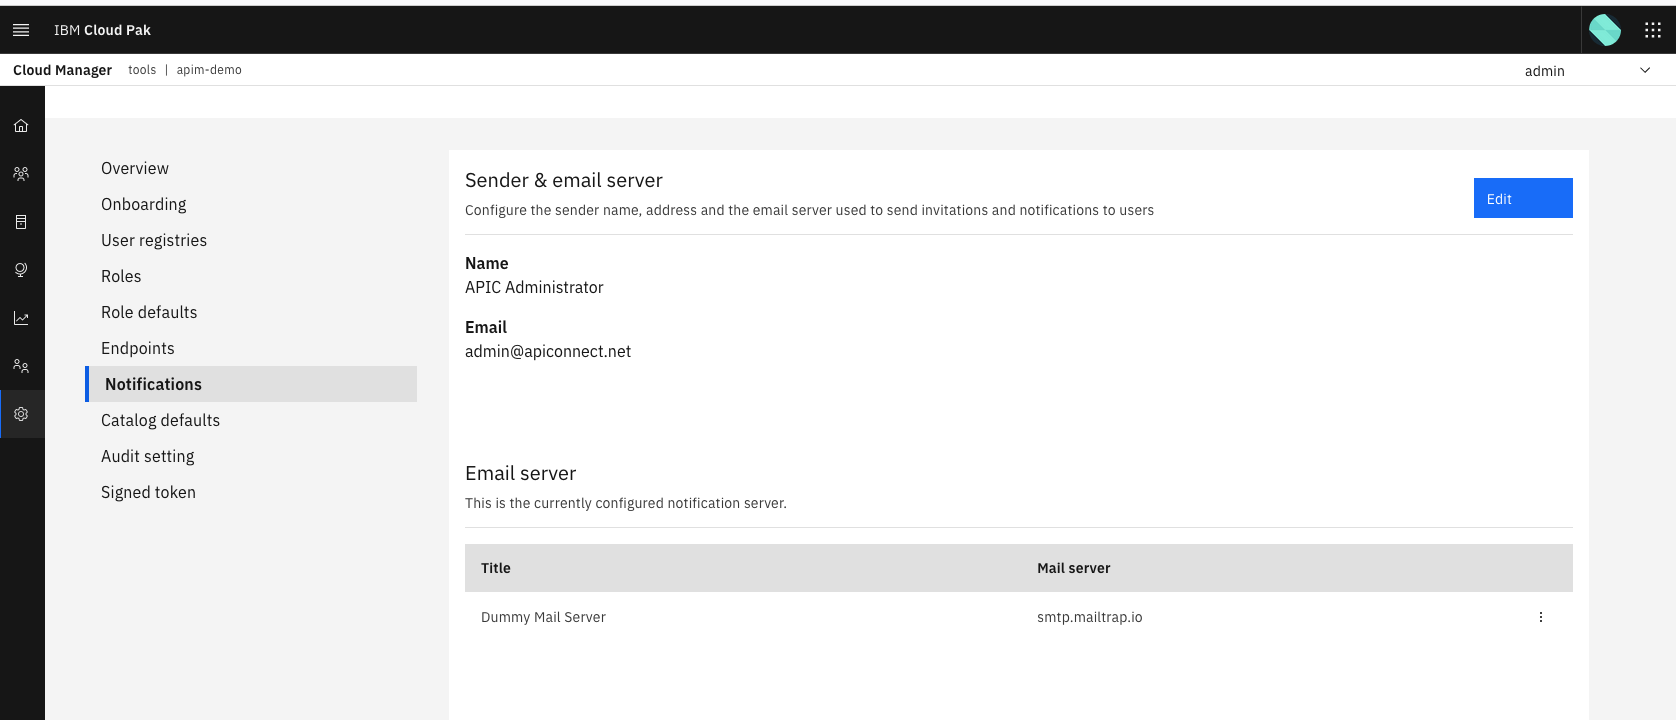 IBM Cloud Pak
Cloud Manager tools | apim-demo admin
Overview
Onboarding
User registries
Roles
Role defaults
Endpoints
Notifications
Catalog defaults
Audit setting
Signed token
Sender & email server
Configure the sender name, address and the email server used to send invitations and notifications to users
Edit
Name
APIC Administrator
Email
admin@apiconnect.net
Email server
This is the currently configured notification server.
Title Mail server
Dummy Mail Server smtp.mailtrap.io